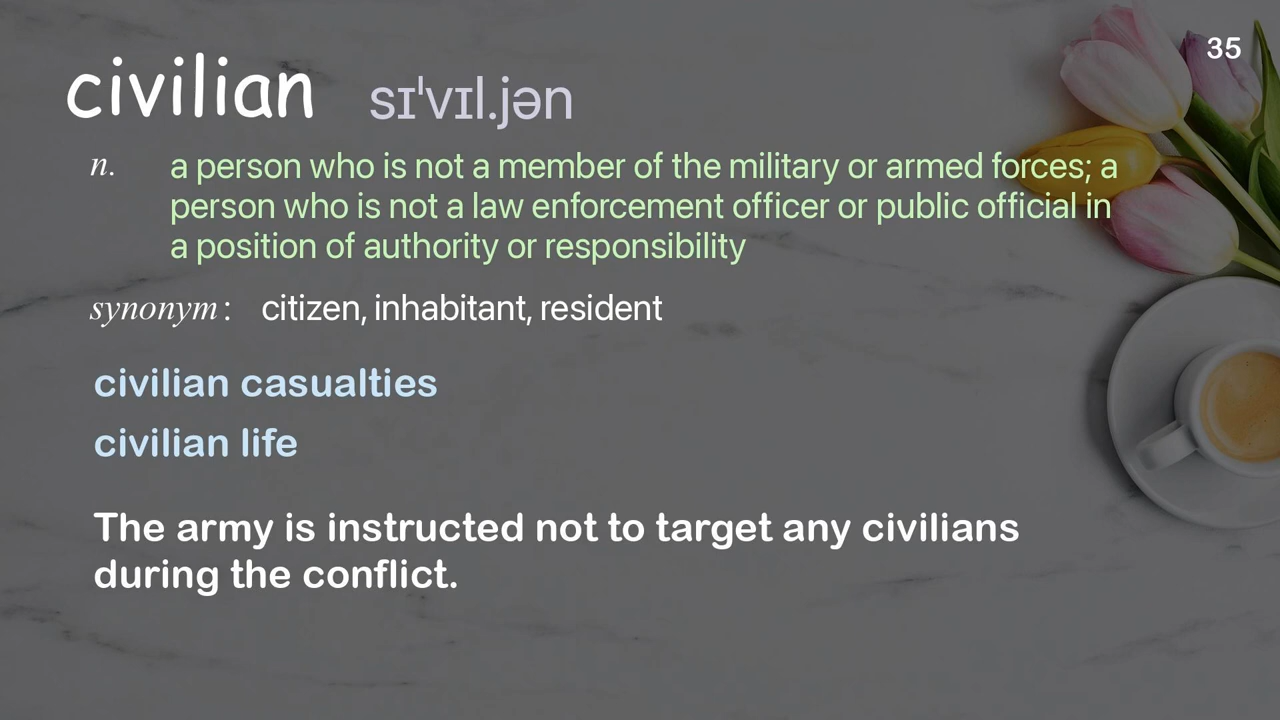 35
civilian sɪˈvɪl.jən
n. a person who is not a member of the military or armed forces; a
person who is not a law enforcement officer or public official in
a position of authority or responsibility
synonym: citizen, inhabitant, resident
civilian casualties
civilian life
The army is instructed not to target any civilians
during the conflict.